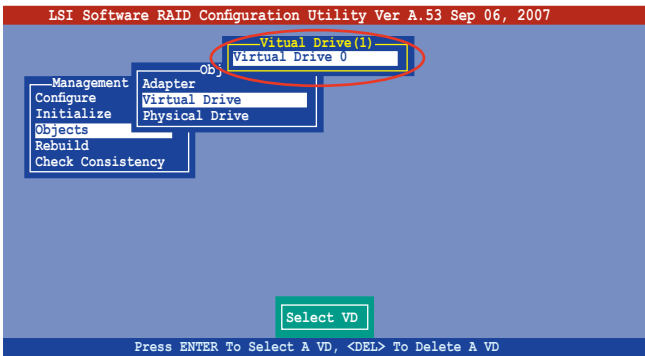 LSI Software RAID Configuration Utility Ver A.53 Sep 06, 2007
Vitual Drive(1)
Virtual Drive 0
Obj
Adapter
Virtual Drive
Physical Drive
Management
Configure
Initialize
Objects
Rebuild
Check Consistency
Select VD
Press ENTER To Select A VD, <DEL> To Delete A VD